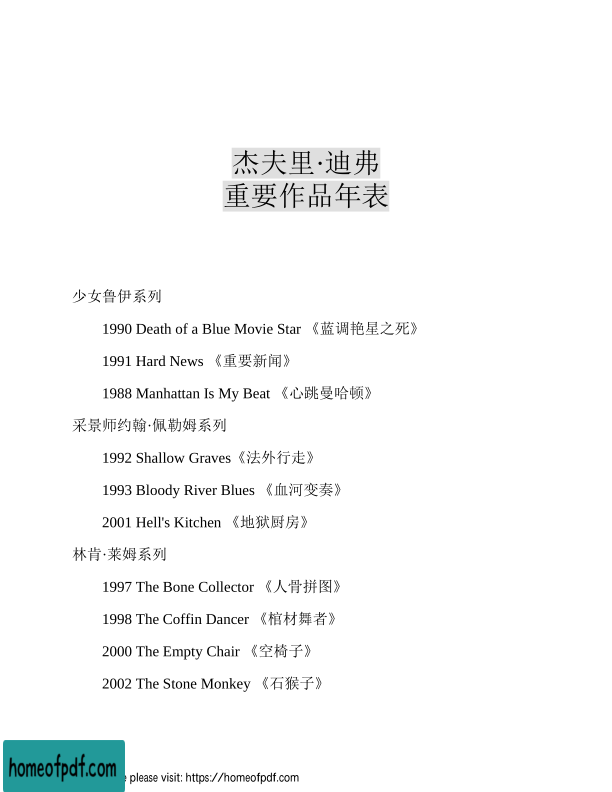 杰夫里·迪弗
重要作品年表
少女鲁伊系列
1990 Death of a Blue Movie Star 《蓝调艳星之死》
1991 Hard News 《重要新闻》
1988 Manhattan Is My Beat 《心跳曼哈顿》
采景师约翰·佩勒姆系列
1992 Shallow Graves《法外行走》
1993 Bloody River Blues 《血河变奏》
2001 Hell's Kitchen 《地狱厨房》
林肯·莱姆系列
1997 The Bone Collector 《人骨拼图》
1998 The Coffin Dancer 《棺材舞者》
2000 The Empty Chair 《空椅子》
2002 The Stone Monkey 《石猴子》
homeofpdf.com
please visit: https://homeofpdf.com